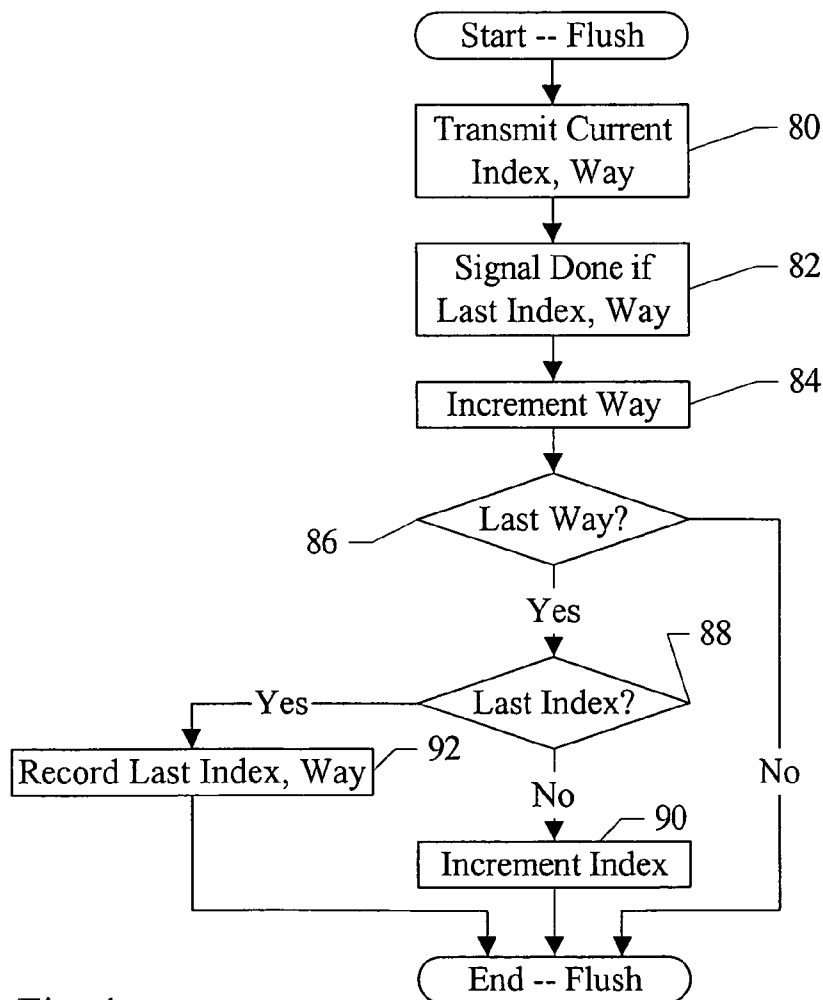 Start -- Flush
Transmit Current
Index, Way
80
Signal Done if
Last Index, Way
82
Increment Way
84
Last Way?
86
Yes
88
Last Index?
Yes
Record Last Index, Way
92
No
No
90
Increment Index
End -- Flush